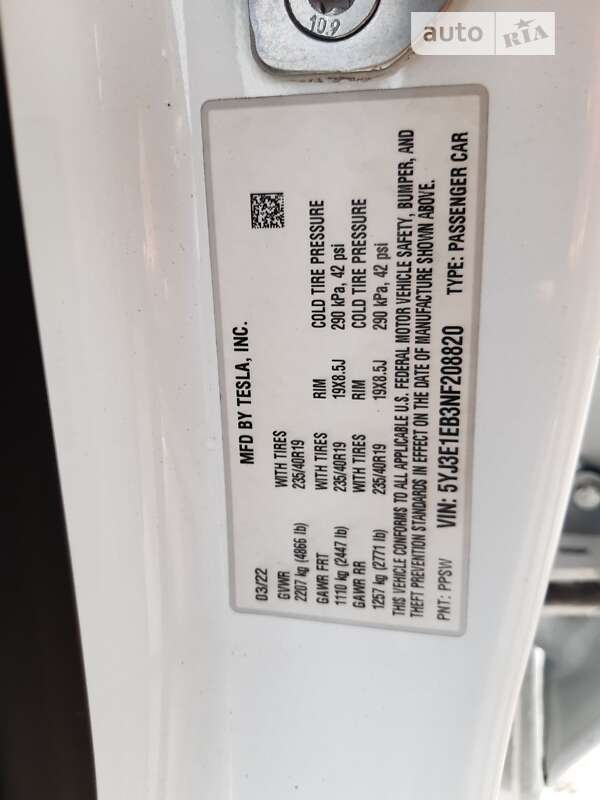 10.9
auto RIA
MFD BY TESLA, INC.
03/22
GVWR WITH TIRES RIM COLD TIRE PRESSURE
2207 kg (4866 lb) 235/40R19 19X8.5J 290 kPa, 42 psi
GAWR FRT WITH TIRES RIM COLD TIRE PRESSURE
1110 kg (2447 lb) 235/40R19 19X8.5J 290 kPa, 42 psi
GAWR RR
1257 kg (2771 lb) 235/40R19
THIS VEHICLE CONFORMS TO ALL APPLICABLE U.S. FEDERAL MOTOR VEHICLE SAFETY, BUMPER, AND
THEFT PREVENTION STANDARDS IN EFFECT ON THE DATE OF MANUFACTURE SHOWN ABOVE.
PNT: PPSW VIN: 5YJ3E1EB3NF208820 TYPE: PASSENGER CAR